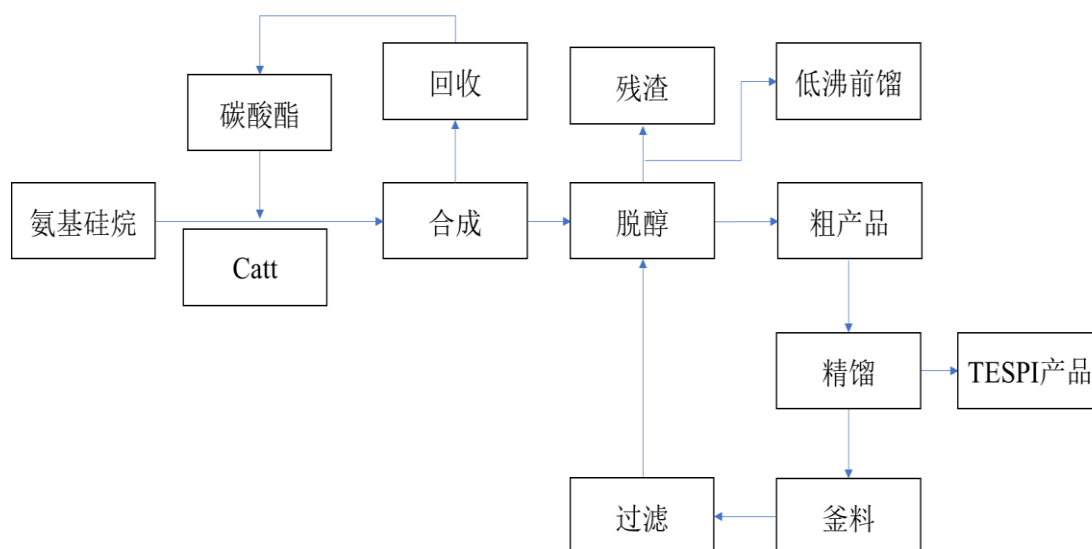 回收
残渣
低沸前馏
碳酸酯
氨基硅烷
合成
脱醇
粗产品
Catt
精馏
TESPI产品
过滤
釜料